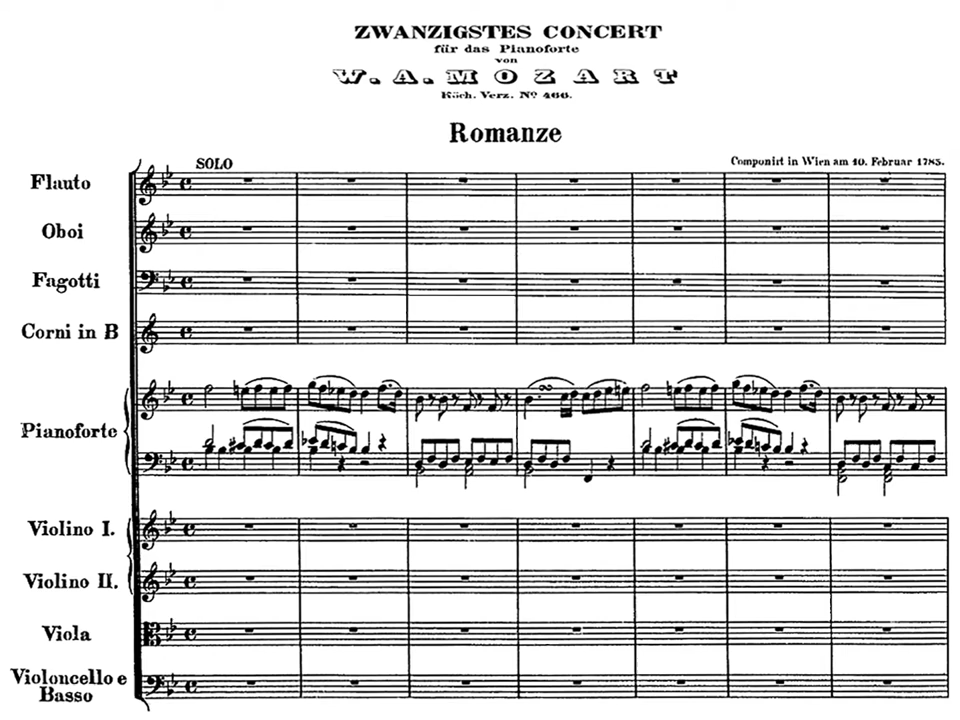 ZWANZIGSTES CONCERT
für das Pianoforte
von
W. A. MOZART
Köch. Verz. No 466.
Romanze
SOLO
Componirt in Wien am 10. Februar 1785.
Flauto
Oboi
Fagotti
Corni in B
Pianoforte
Violino I.
Violino II.
Viola
Violoncello e
Basso